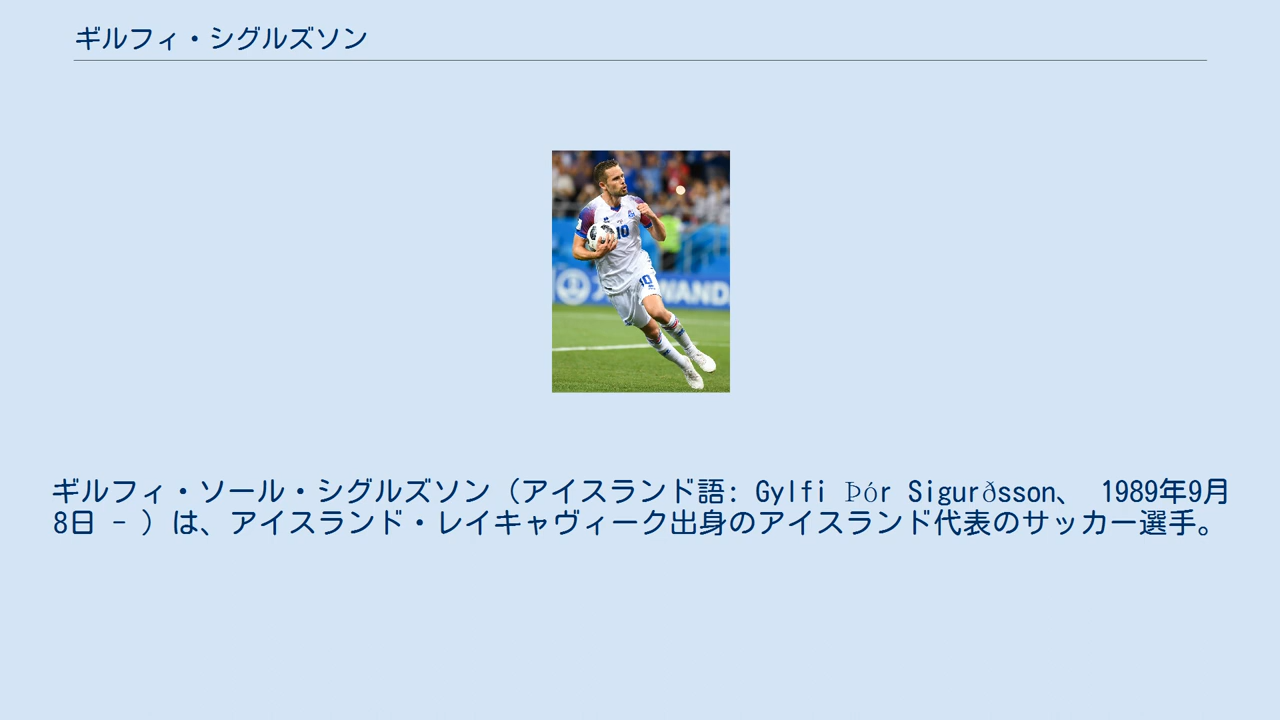 ギルフィ・シグルズソン
10
10
WAND
ギルフィ・ソール・シグルズソン（アイスランド語: Gylfi Þór Sigurðsson、 1989年9月
8日 - ）は、アイスランド・レイキャヴィーク出身のアイスランド代表のサッカー選手。